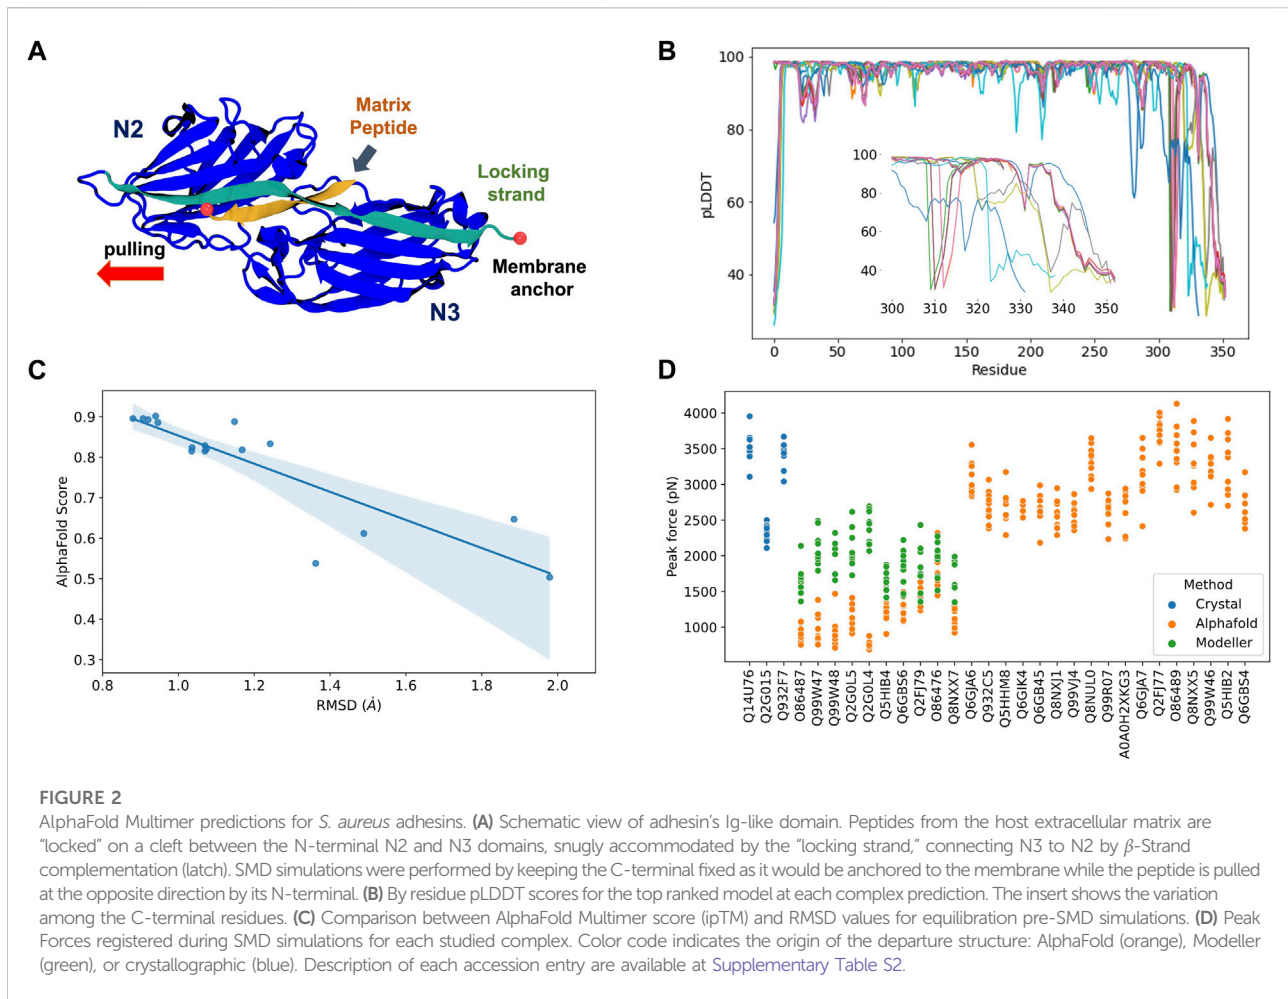 A
N2
Matrix
Peptide
Locking
strand
pulling
Membrane
anchor
N3
B
100
80
60
40
pLDDT
100
90
80
70
60
50
40
300 310 320 330 340 350
0 50 100 150 200 250 300 350
Residue
C
0.9
0.8
0.7
0.6
0.5
0.4
0.3
AlphaFold Score
0.8 1.0 1.2 1.4 1.6 1.8 2.0
RMSD (Å)
D
4000
3500
3000
2500
2000
1500
1000
Peak force (pN)
Method
Crystal
Alphafold
Modeller
Q14U76
Q2G015
Q932F7
O86487
Q99W47
Q99W48
Q2G0L5
Q2G0L4
Q5HIB4
Q6GBS6
Q2FJ79
O86476
Q8NXX7
Q6GJA6
Q932C5
Q5HHM8
Q6GIK4
Q6GB45
Q8NXJ1
Q99VJ4
Q8NUL0
Q99R07
A0A0H2XKG3
Q6GJA7
Q2FJ77
O86489
Q8NXX5
Q99W46
Q5HIB2
Q6GBS4
FIGURE 2
AlphaFold Multimer predictions for S. aureus adhesins. (A) Schematic view of adhesin's Ig-like domain. Peptides from the host extracellular matrix are
"locked" on a cleft between the N-terminal N2 and N3 domains, snugly accommodated by the "locking strand," connecting N3 to N2 by β-Strand
complementation (latch). SMD simulations were performed by keeping the C-terminal fixed as it would be anchored to the membrane while the peptide is pulled
at the opposite direction by its N-terminal. (B) By residue pLDDT scores for the top ranked model at each complex prediction. The insert shows the variation
among the C-terminal residues. (C) Comparison between AlphaFold Multimer score (ipTM) and RMSD values for equilibration pre-SMD simulations. (D) Peak
Forces registered during SMD simulations for each studied complex. Color code indicates the origin of the departure structure: AlphaFold (orange), Modeller
(green), or crystallographic (blue). Description of each accession entry are available at Supplementary Table S2.